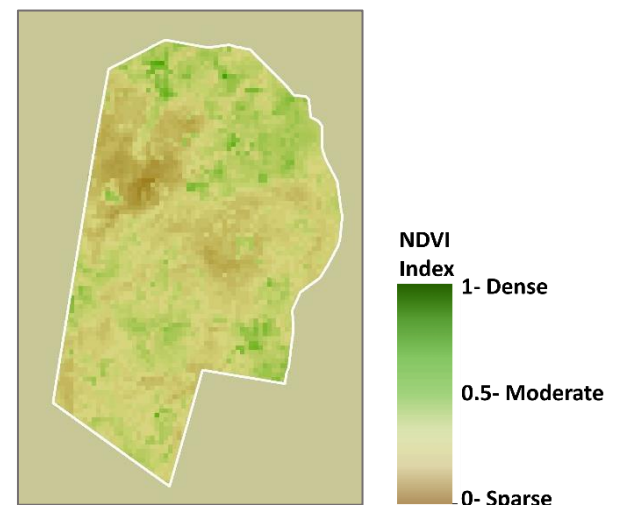 NDVI
Index
1- Dense
0.5- Moderate
0- Sparse